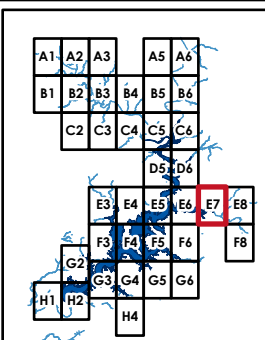 A1 A2 A3 A5 A6
B1 B2 B3 B4 B5 B6
C2 C3 C4 C5 C6
D5 D6
E3 E4 E5 E6 E7 E8
F3 F4 F5 F6 F8
G2
G3 G4 G5 G6
H1 H2
H4